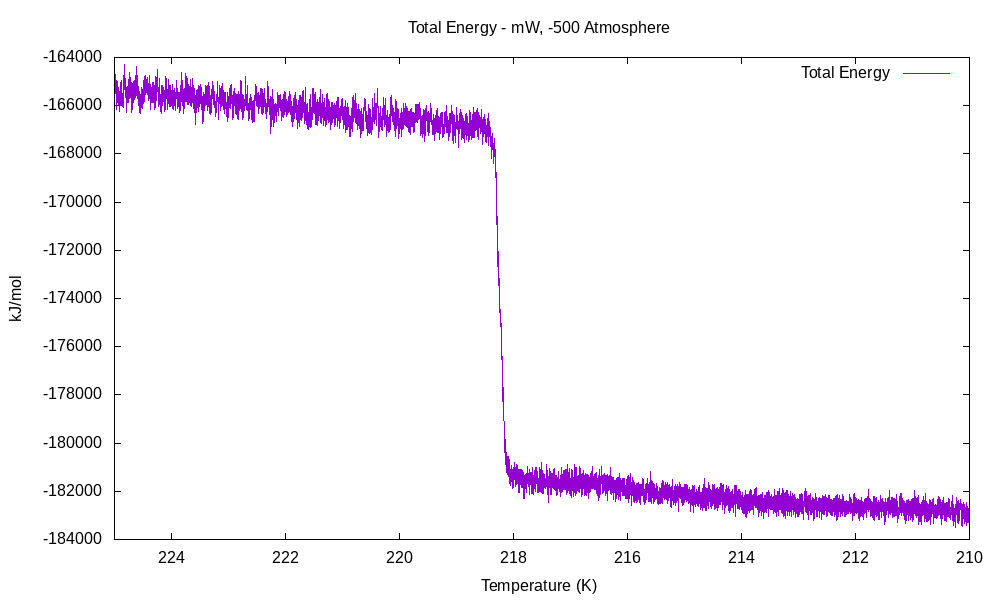 Total Energy - mW, -500 Atmosphere
Total Energy
-164000
-166000
-168000
-170000
-172000
-174000
-176000
-178000
-180000
-182000
-184000
kJ/mol
224 222 220 218 216 214 212 210
Temperature (K)